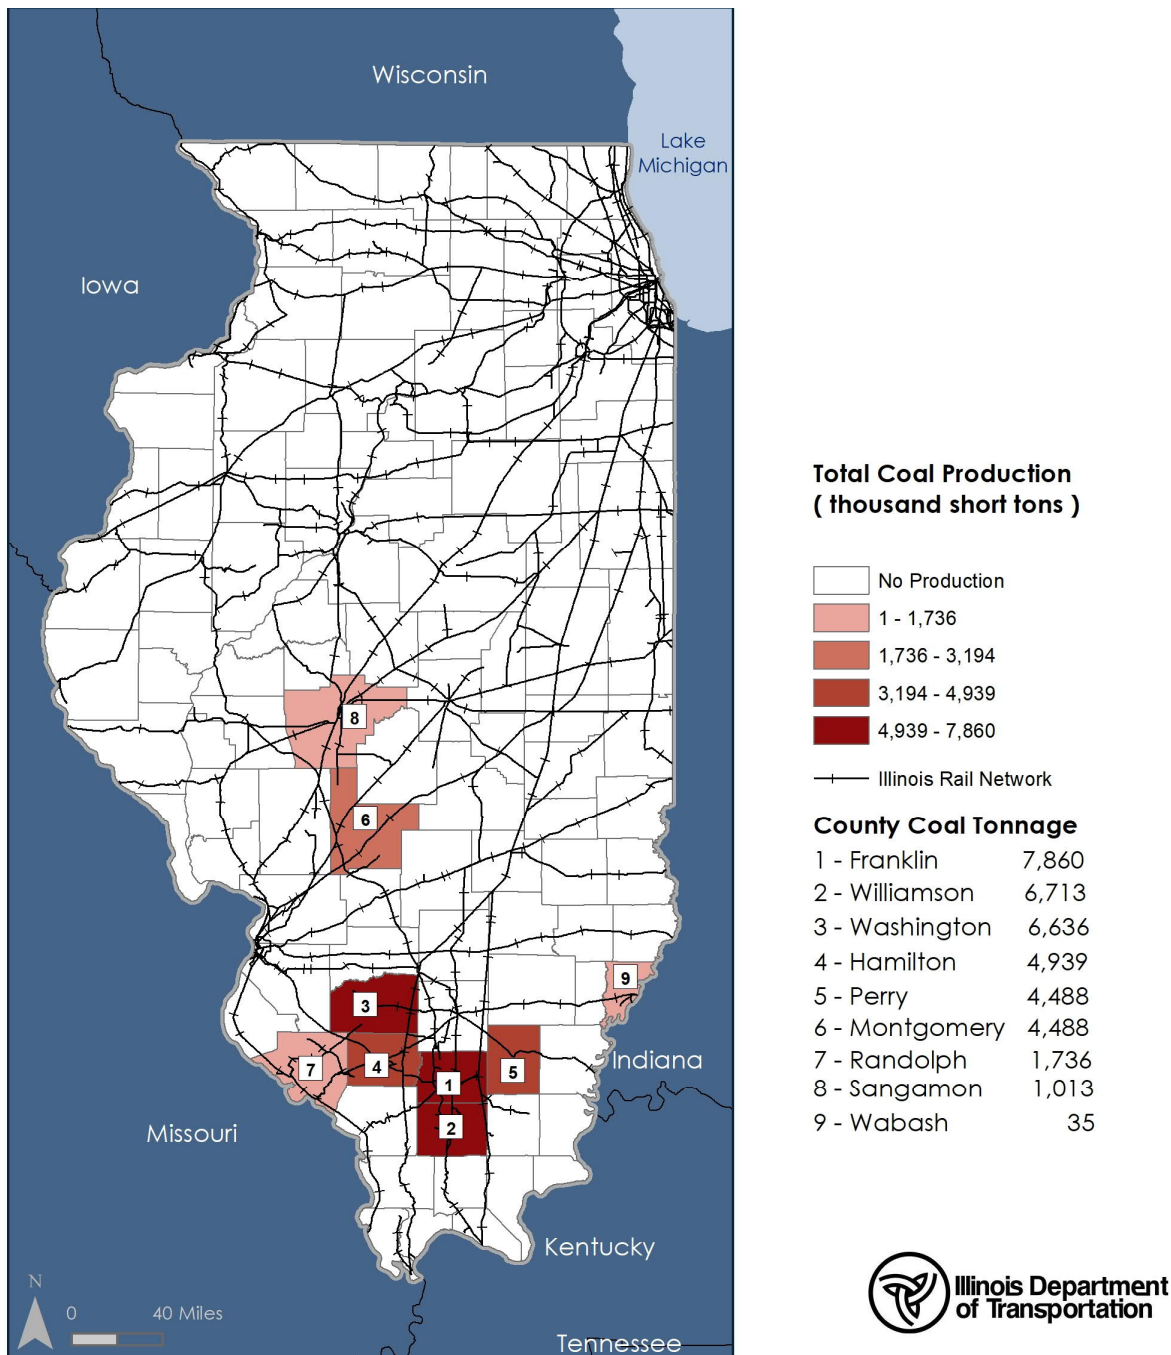 Wisconsin
Lake
Michigan
Iowa
Indiana
Missouri
Kentucky
Tennessee
8
6
9
3
7
4
5
1
2
N
0 40 Miles
Total Coal Production
( thousand short tons )
No Production
1 - 1,736
1,736 - 3,194
3,194 - 4,939
4,939 - 7,860
Illinois Rail Network
County Coal Tonnage
1 - Franklin 7,860
2 - Williamson 6,713
3 - Washington 6,636
4 - Hamilton 4,939
5 - Perry 4,488
6 - Montgomery 4,488
7 - Randolph 1,736
8 - Sangamon 1,013
9 - Wabash 35
Illinois Department
of Transportation